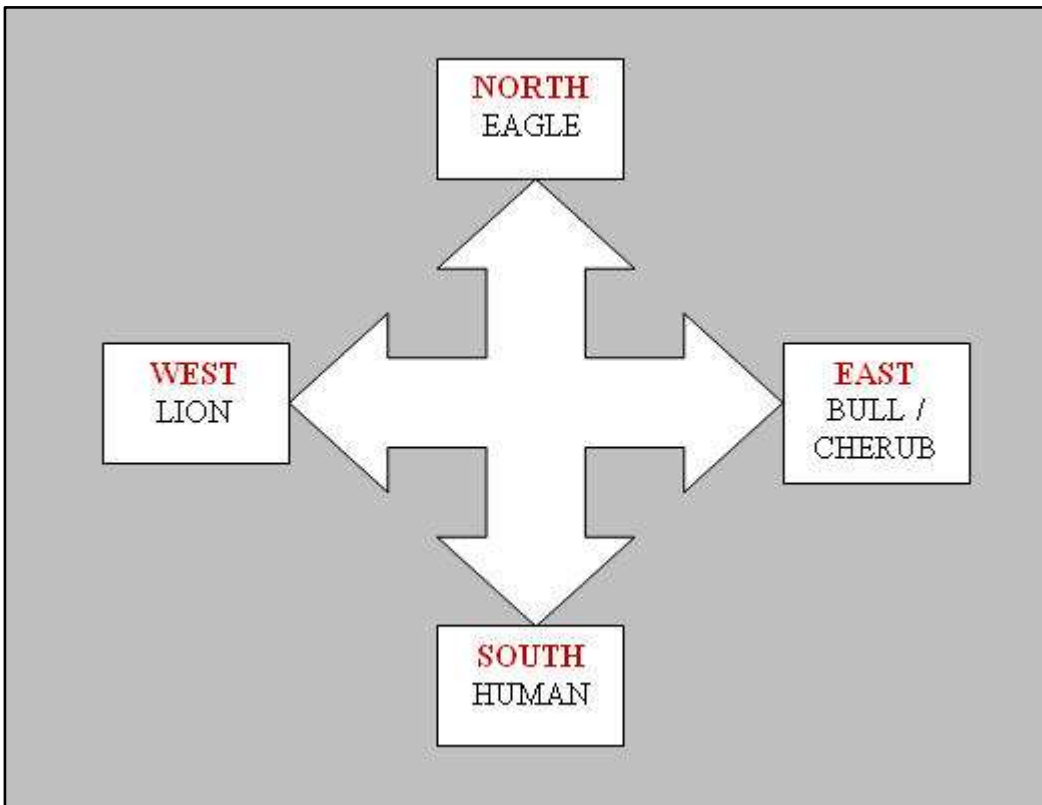 NORTH
EAGLE
WEST
LION
EAST
BULL /
CHERUB
SOUTH
HUMAN